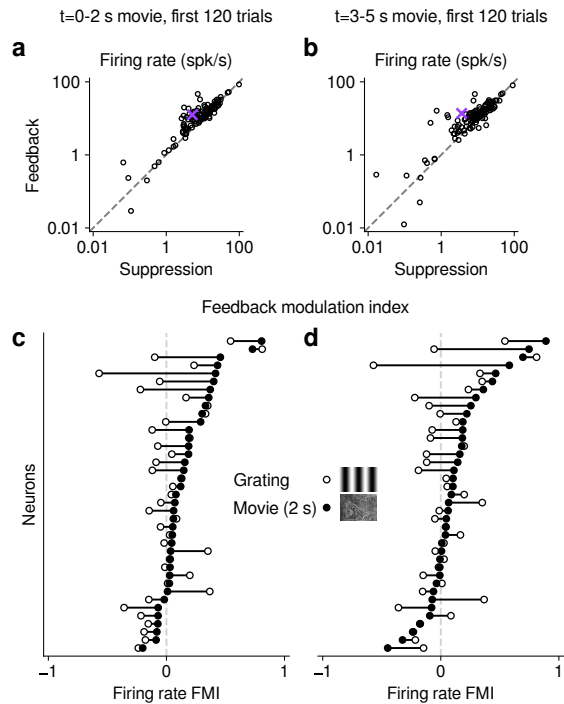 t=0-2 s movie, first 120 trials
t=3-5 s movie, first 120 trials
a
b
Firing rate (spk/s)
Firing rate (spk/s)
100
1
0.01
Feedback
100
1
0.01
0.01
1
100
0.01
1
100
Suppression
Suppression
Feedback modulation index
c
d
Neurons
Grating
Movie (2 s)
−1
0
1
−1
0
1
Firing rate FMI
Firing rate FMI